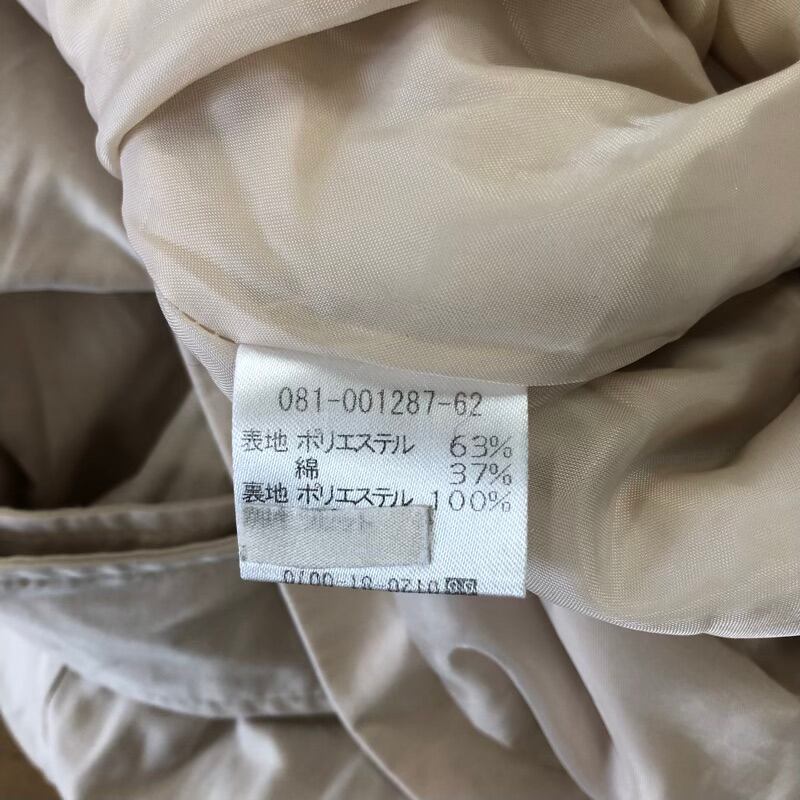 081-001287-62
表地 ポリエステル 63%
綿 37%
裏地 ポリエステル 100%